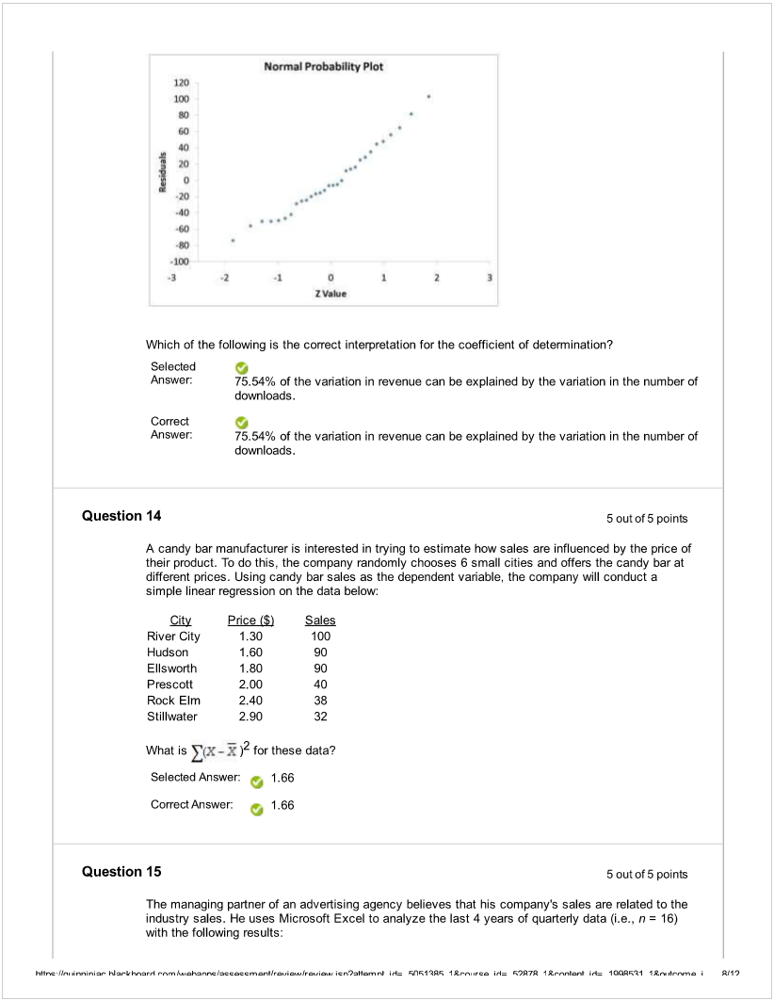 Normal Probability Plot
120
100
80
60
40
20
0
-20
-40
-60
-80
-100
Residuals
-3 -2 -1 0 1 2 3
Z Value
Which of the following is the correct interpretation for the coefficient of determination?
Selected Answer:
75.54% of the variation in revenue can be explained by the variation in the number of
downloads.
Correct Answer:
75.54% of the variation in revenue can be explained by the variation in the number of
downloads.
Question 14 5 out of 5 points
A candy bar manufacturer is interested in trying to estimate how sales are influenced by the price of
their product. To do this, the company randomly chooses 6 small cities and offers the candy bar at
different prices. Using candy bar sales as the dependent variable, the company will conduct a
simple linear regression on the data below:
City Price ($) Sales
River City 1.30 100
Hudson 1.60 90
Ellsworth 1.80 90
Prescott 2.00 40
Rock Elm 2.40 38
Stillwater 2.90 32
What is ∑(X – X̅ )² for these data?
Selected Answer: 1.66
Correct Answer: 1.66
Question 15 5 out of 5 points
The managing partner of an advertising agency believes that his company's sales are related to the
industry sales. He uses Microsoft Excel to analyze the last 4 years of quarterly data (i.e., n = 16)
with the following results:
https://quinnipiac.blackboard.com/webapps/assessment/review/review.jsp?attempt_id=_5051385_1&course_id=_52878_1&content_id=_1998531_1&outcome_i... 8/12